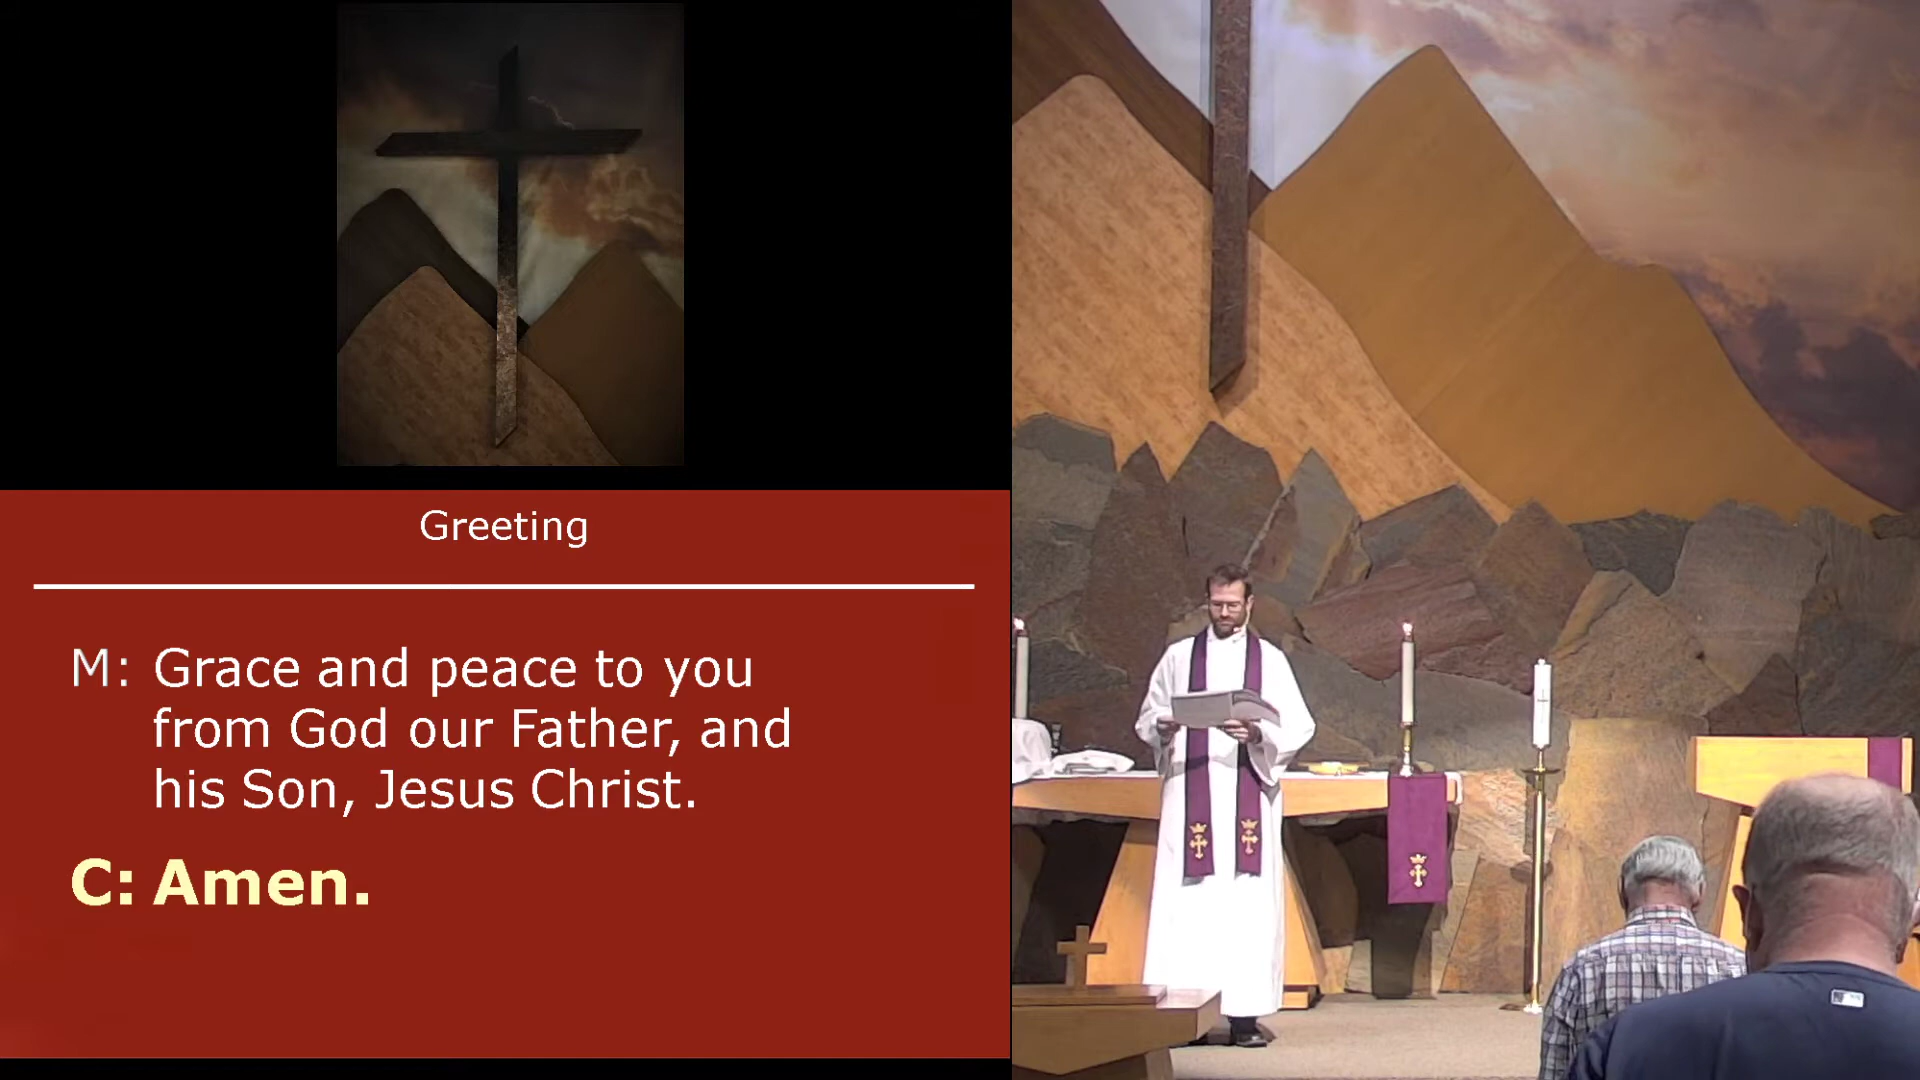 Greeting
M: Grace and peace to you
from God our Father, and
his Son, Jesus Christ.
C: Amen.